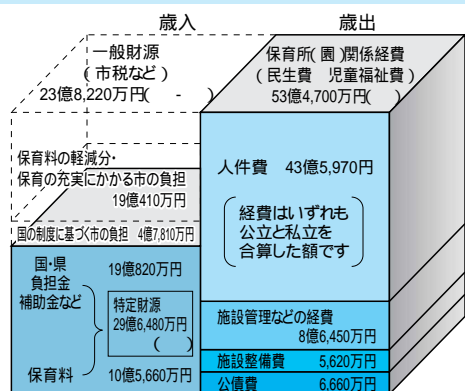 歳入
歳出
一般財源
(市税など)
23億8,220万円( - )
保育所(園)関係経費
(民生費 児童福祉費)
53億4,700万円( )
保育料の軽減分・
保育の充実にかかる市の負担
19億410万円
国の制度に基づく市の負担 4億7,810万円
人件費 43億5,970円
経費はいずれも
公立と私立を
合算した額です
国・県
負担金
補助金など
19億820万円
特定財源
29億6,480万円
( )
保育料 10億5,660万円
施設管理などの経費
8億6,450万円
施設整備費 5,620万円
公債費 6,660万円